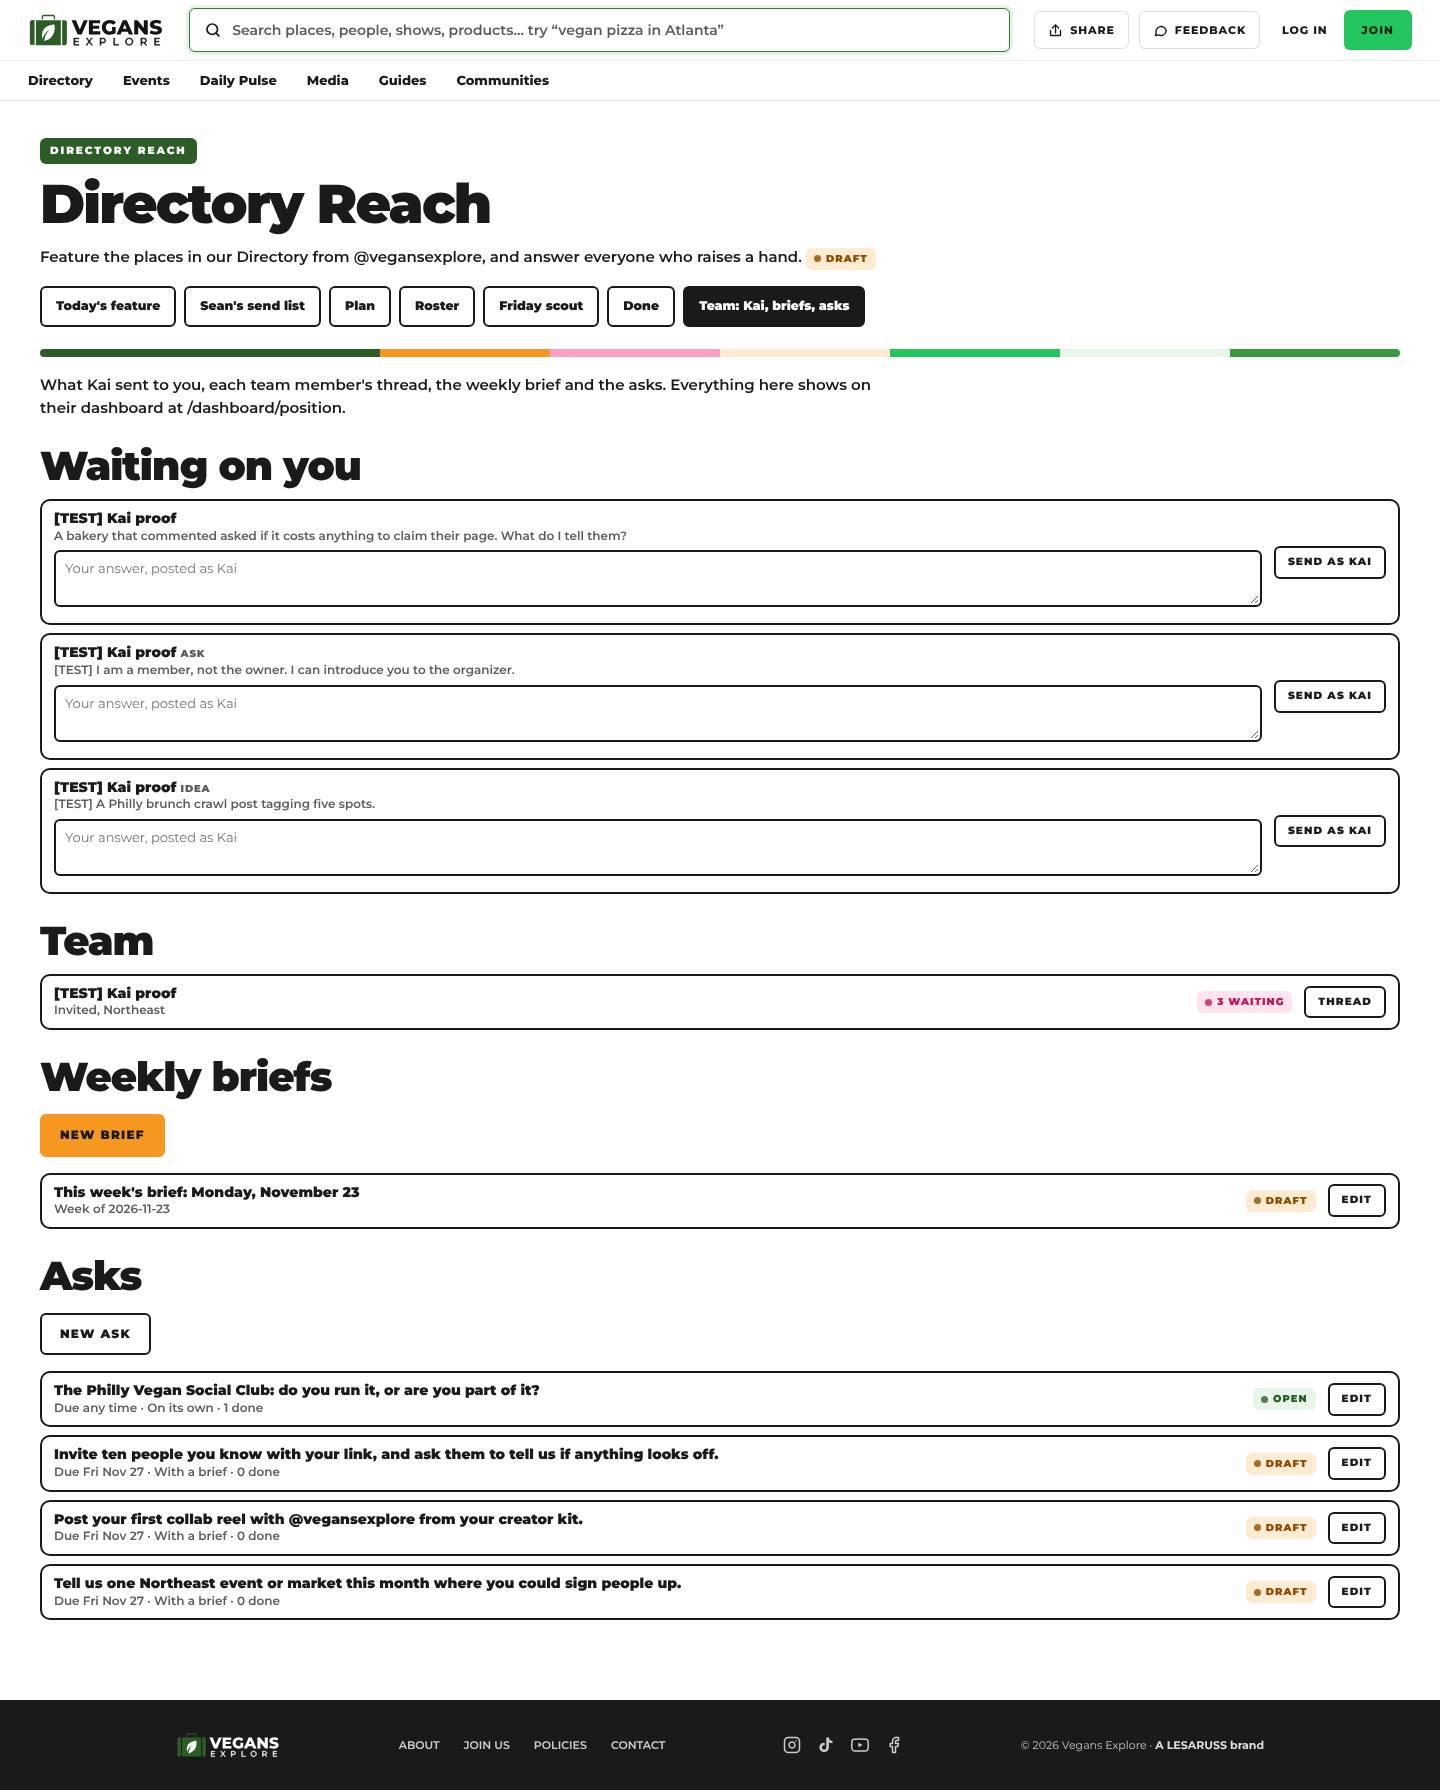 VEGANS
EXPLORE
Search places, people, shows, products... try “vegan pizza in Atlanta”
SHARE
FEEDBACK
LOG IN
JOIN
Directory
Events
Daily Pulse
Media
Guides
Communities
DIRECTORY REACH
Directory Reach
Feature the places in our Directory from @vegansexplore, and answer everyone who raises a hand. DRAFT
Today's feature
Sean's send list
Plan
Roster
Friday scout
Done
Team: Kai, briefs, asks
What Kai sent to you, each team member's thread, the weekly brief and the asks. Everything here shows on
their dashboard at /dashboard/position.
Waiting on you
[TEST] Kai proof
A bakery that commented asked if it costs anything to claim their page. What do I tell them?
Your answer, posted as Kai
SEND AS KAI
[TEST] Kai proof ASK
[TEST] I am a member, not the owner. I can introduce you to the organizer.
Your answer, posted as Kai
SEND AS KAI
[TEST] Kai proof IDEA
[TEST] A Philly brunch crawl post tagging five spots.
Your answer, posted as Kai
SEND AS KAI
Team
[TEST] Kai proof
Invited, Northeast
3 WAITING
THREAD
Weekly briefs
NEW BRIEF
This week's brief: Monday, November 23
Week of 2026-11-23
DRAFT
EDIT
Asks
NEW ASK
The Philly Vegan Social Club: do you run it, or are you part of it?
Due any time · On its own · 1 done
OPEN
EDIT
Invite ten people you know with your link, and ask them to tell us if anything looks off.
Due Fri Nov 27 · With a brief · 0 done
DRAFT
EDIT
Post your first collab reel with @vegansexplore from your creator kit.
Due Fri Nov 27 · With a brief · 0 done
DRAFT
EDIT
Tell us one Northeast event or market this month where you could sign people up.
Due Fri Nov 27 · With a brief · 0 done
DRAFT
EDIT
VEGANS
EXPLORE
ABOUT
JOIN US
POLICIES
CONTACT
© 2026 Vegans Explore · A LESARUSS brand